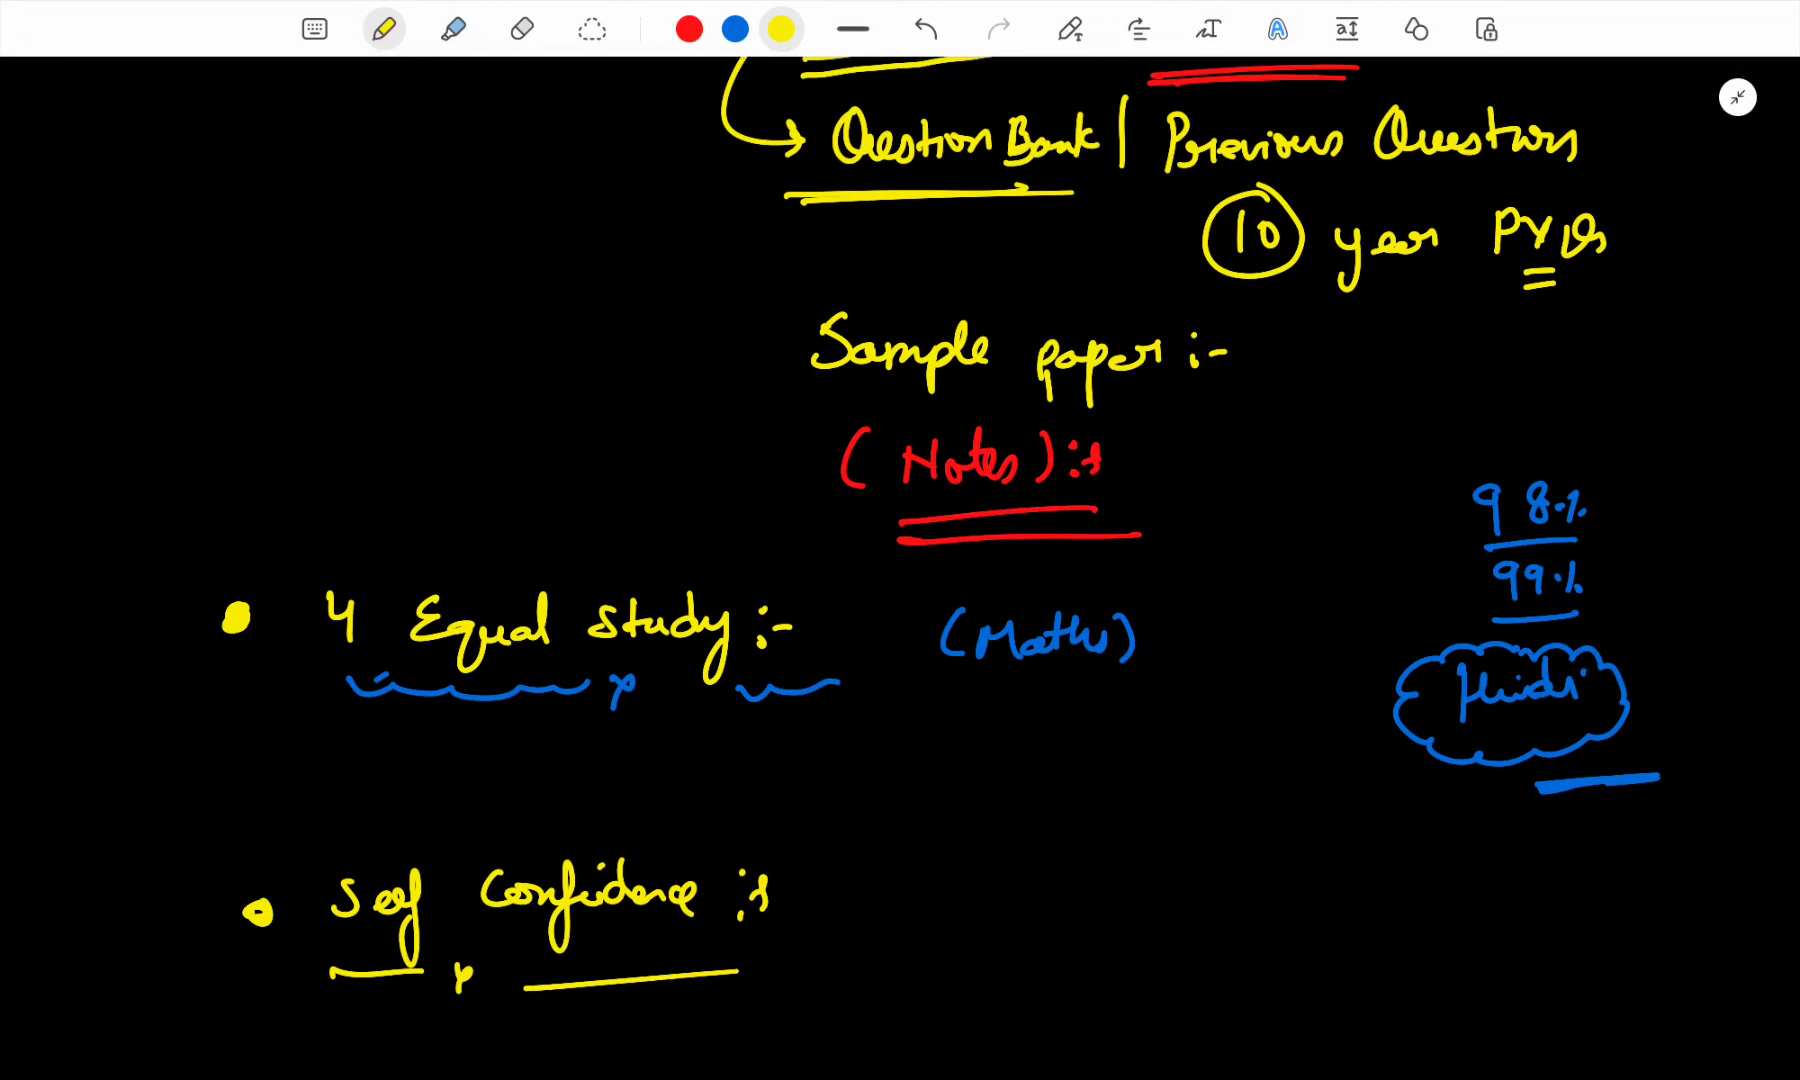 Question Bank | Previous Questions
10 year PYQs
Sample paper :-
(Notes) :-
98%
99%
4 Equal study :- (Maths)
Hindi
Self Confidence :-